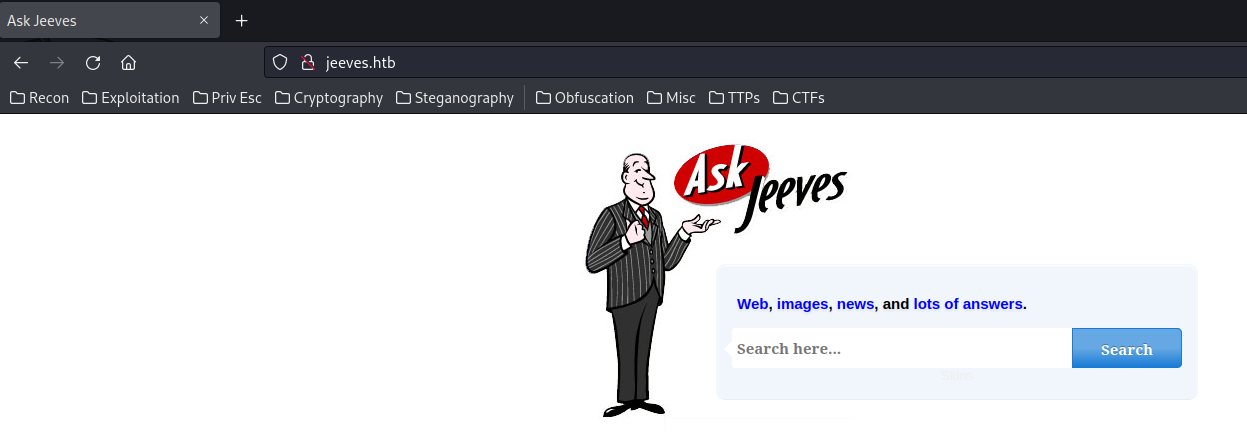 Ask Jeeves
jeeves.htb
Recon Exploitation Priv Esc Cryptography Steganography Obfuscation Misc TTPs CTFs
Ask
Jeeves
Web, images, news, and lots of answers.
Search here... Search